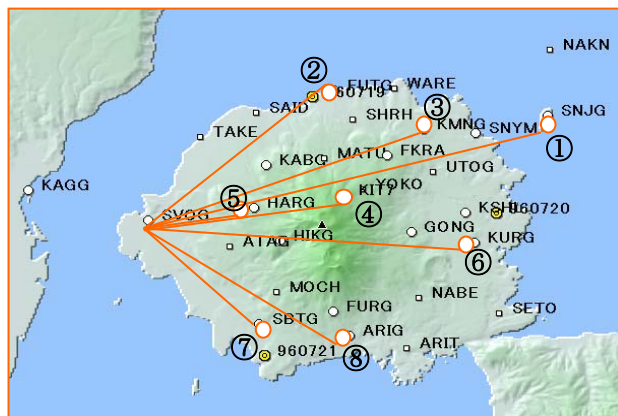 NAKN
②
FUTG
960719
WARE
SAID
SHRH
③
KMNG
SNJG
SNYM
①
TAKE
KABG
MATU
FKRA
UTOG
KAGG
YOKO
KIT7
⑤
HARG
④
SVOG
KSHI
960720
GONG
KURG
ATAG
HIKG
⑥
MOCH
NABE
SETO
FURG
SBTG
ARIG
⑦
960721
⑧
ARIT